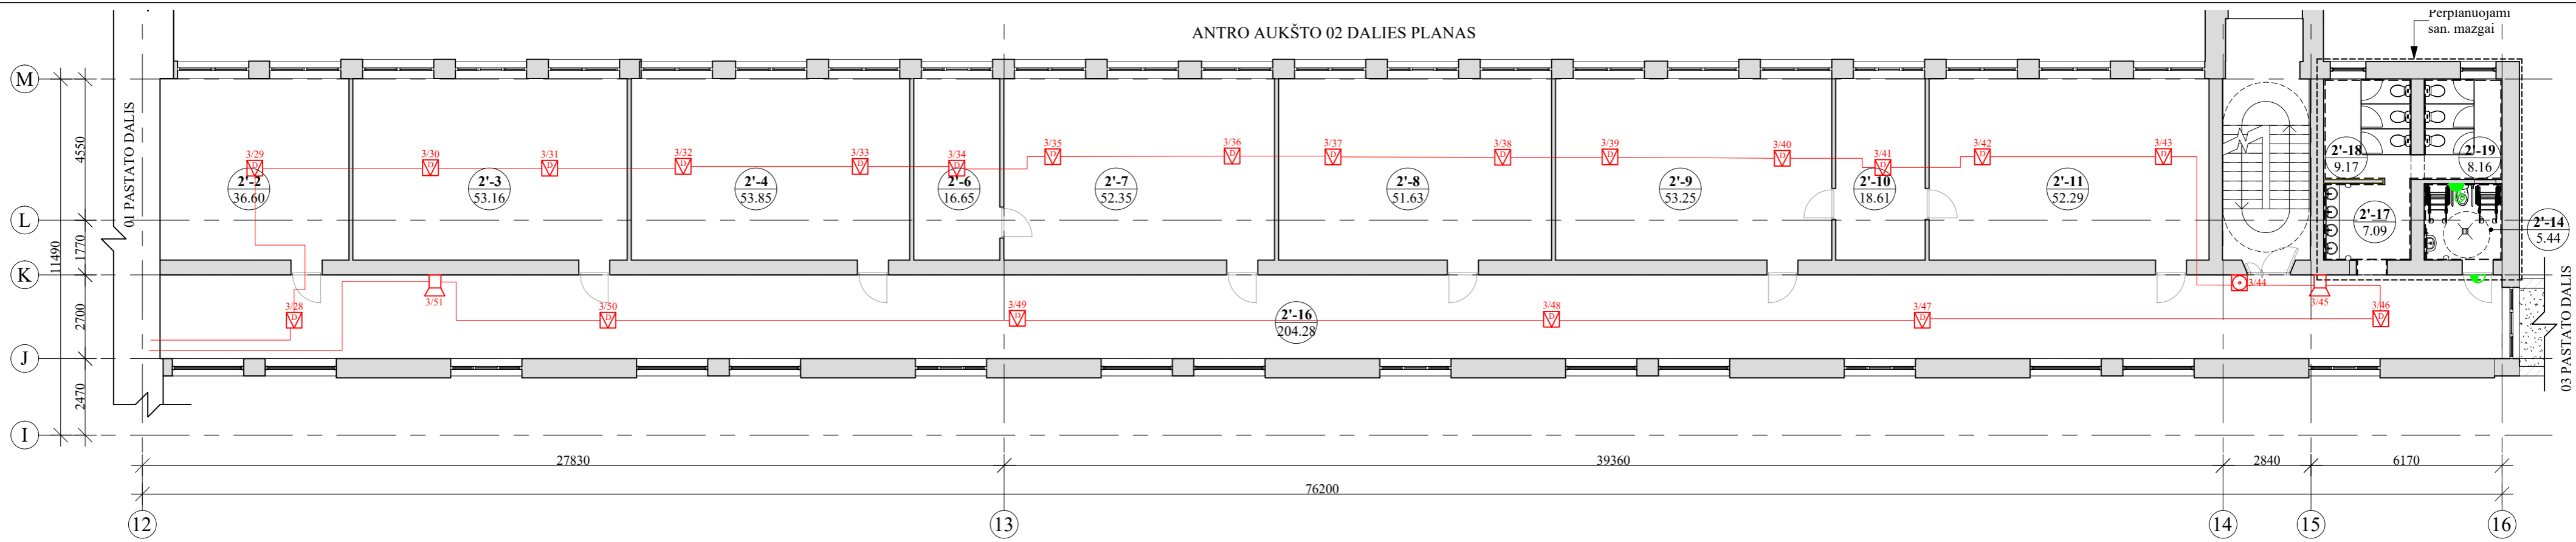 ANTRO AUKŠTO 02 DALIES PLANAS
Perplanuojami
san. mazgai
M
L
K
J
I
4550
1770
2700
2470
11490
01 PASTATO DALIS
03 PASTATO DALIS
3/29
D
3/30
D
3/31
D
3/32
D
3/33
D
3/34
D
3/35
D
3/36
D
3/37
D
3/38
D
3/39
D
3/40
D
3/41
D
3/42
D
3/43
D
2'-2
36.60
2'-3
53.16
2'-4
53.85
2'-6
16.65
2'-7
52.35
2'-8
51.63
2'-9
53.25
2'-10
18.61
2'-11
52.29
2'-18
9.17
2'-19
8.16
2'-17
7.09
2'-14
5.44
3/28
D
3/51
3/50
D
3/49
D
2'-16
204.28
3/48
D
3/47
D
3/44
3/45
3/46
D
27830
39360
2840
6170
76200
12
13
14
15
16